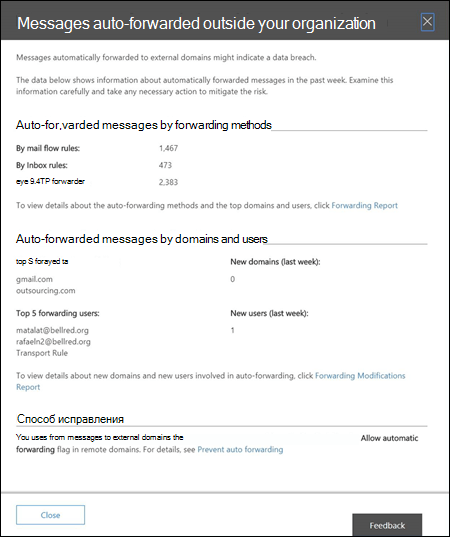 Messages auto-forwarded outside your organization
Messages automatically forwarded to external domains might indicate a data breach.
The data below shows information about automatically forwarded messages in the past week. Examine this
information carefully and take any necessary action to mitigate the risk.
Auto-for,varded messages by forwarding methods
By mail flow rules: 1,467
By Inbox rules: 473
eye 9.4TP forwarder 2,383
To view details about the auto-forwarding methods and the top domains and users, click Forwarding Report
Auto-forwarded messages by domains and users
top S forayed ta New domains (last week):
gmail.com 0
outsourcing.com
Top 5 forwarding users: New users (last week):
matalat@bellred.org 1
rafaeln2@bellred.org
Transport Rule
To view details about new domains and new users involved in auto-forwarding, click Forwarding Modifications
Report
Способ исправления
You uses from messages to external domains the Allow automatic
forwarding flag in remote domains. For details, see Prevent auto forwarding
Close
Feedback